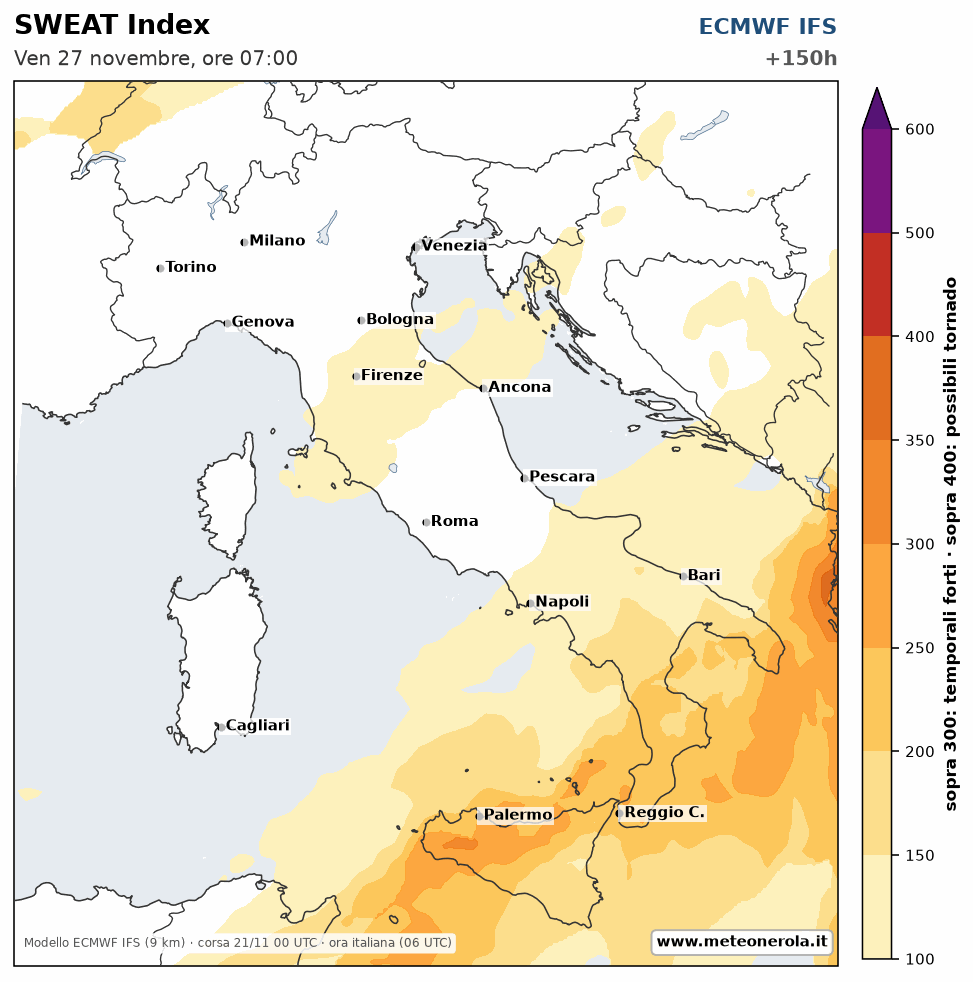 SWEAT Index
ECMWF IFS
Ven 27 novembre, ore 07:00
+150h
Milano
Venezia
Torino
Genova
Bologna
Firenze
Ancona
Pescara
Roma
Bari
Napoli
Cagliari
Palermo
Reggio C.
600
500
400
350
300
250
200
150
100
sopra 300: temporali forti · sopra 400: possibili tornado
Modello ECMWF IFS (9 km) · corsa 21/11 00 UTC · ora italiana (06 UTC)
www.meteonerola.it